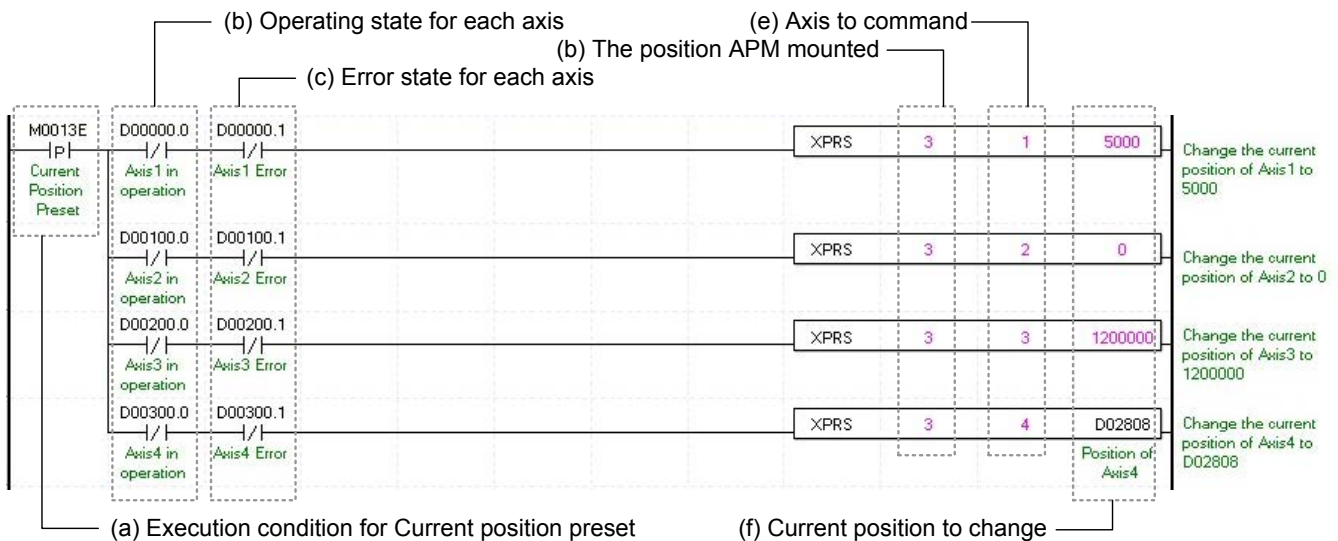 (b) Operating state for each axis
(e) Axis to command
(b) The position APM mounted
(c) Error state for each axis
M0013E
D00000.0
D00000.1
P
XPRS
3
1
5000
Current
Position
Preset
Axis1 in
operation
Axis1 Error
Change the current
position of Axis1 to
5000
D00100.0
D00100.1
XPRS
3
2
0
Axis2 in
operation
Axis2 Error
Change the current
position of Axis2 to 0
D00200.0
D00200.1
XPRS
3
3
1200000
Axis3 in
operation
Axis3 Error
Change the current
position of Axis3 to
1200000
D00300.0
D00300.1
XPRS
3
4
D02808
Axis4 in
operation
Axis4 Error
Position of
Axis4
Change the current
position of Axis4 to
D02808
(a) Execution condition for Current position preset
(f) Current position to change